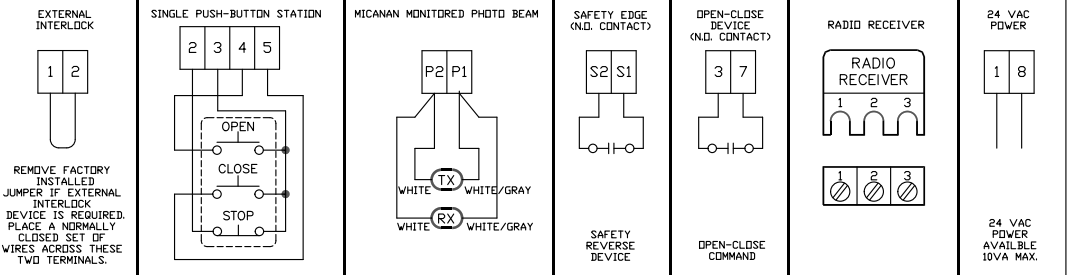 EXTERNAL
INTERLOCK
1 2
REMOVE FACTORY
INSTALLED
JUMPER IF EXTERNAL
INTERLOCK
DEVICE IS REQUIRED.
PLACE A NORMALLY
CLOSED SET OF
WIRES ACROSS THESE
TWO TERMINALS.
SINGLE PUSH-BUTTON STATION
2 3 4 5
OPEN
CLOSE
STOP
MICANAN MONITORED PHOTO BEAM
P2 P1
WHITE TX WHITE/GRAY
WHITE RX WHITE/GRAY
SAFETY EDGE
(N.O. CONTACT)
S2 S1
SAFETY
REVERSE
DEVICE
OPEN-CLOSE
DEVICE
(N.O. CONTACT)
3 7
OPEN-CLOSE
COMMAND
RADIO RECEIVER
RADIO
RECEIVER
1 2 3
1 2 3
24 VAC
POWER
1 8
24 VAC
POWER
AVAILBLE
10VA MAX.